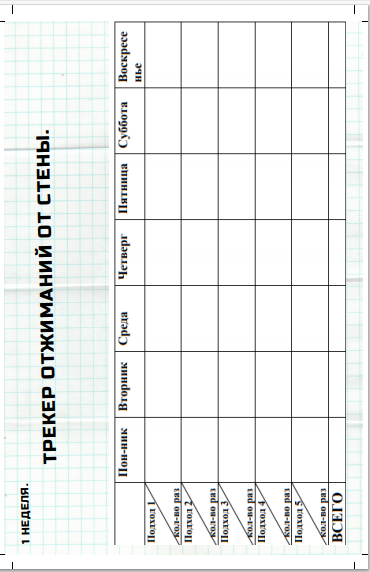 1 НЕДЕЛЯ.
ТРЕКЕР ОТЖИМАНИЙ ОТ СТЕНЫ.
Пон-ник Вторник Среда Четверг Пятница Суббота Воскресе
нье
Подход 1
кол-во раз
Подход 2
кол-во раз
Подход 3
кол-во раз
Подход 4
кол-во раз
Подход 5
кол-во раз
ВСЕГО